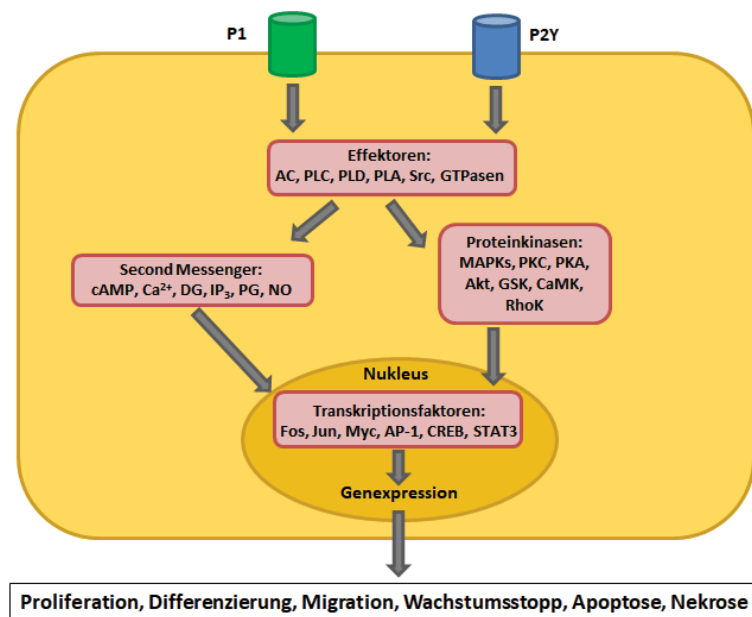 P1
P2Y
Effektoren:
AC, PLC, PLD, PLA, Src, GTPasen
Second Messenger:
cAMP, Ca²⁺, DG, IP₃, PG, NO
Proteinkinasen:
MAPKs, PKC, PKA,
Akt, GSK, CaMK,
RhoK
Nukleus
Transkriptionsfaktoren:
Fos, Jun, Myc, AP-1, CREB, STAT3
Genexpression
Proliferation, Differenzierung, Migration, Wachstumsstopp, Apoptose, Nekrose